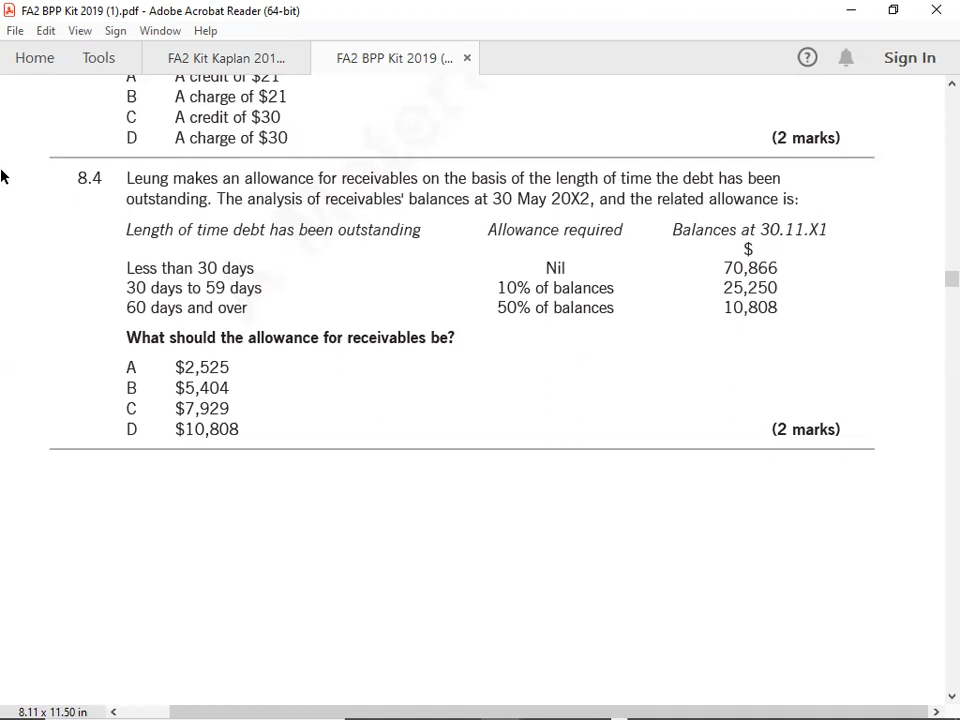 FA2 BPP Kit 2019 (1).pdf - Adobe Acrobat Reader (64-bit)
File Edit View Sign Window Help
Home Tools FA2 Kit Kaplan 201... FA2 BPP Kit 2019 (... × ? Sign In
A A credit of $21
B A charge of $21
C A credit of $30
D A charge of $30 (2 marks)
8.4 Leung makes an allowance for receivables on the basis of the length of time the debt has been
outstanding. The analysis of receivables' balances at 30 May 20X2, and the related allowance is:
Length of time debt has been outstanding Allowance required Balances at 30.11.X1
$
Less than 30 days Nil 70,866
30 days to 59 days 10% of balances 25,250
60 days and over 50% of balances 10,808
What should the allowance for receivables be?
A $2,525
B $5,404
C $7,929
D $10,808 (2 marks)
8.11 x 11.50 in